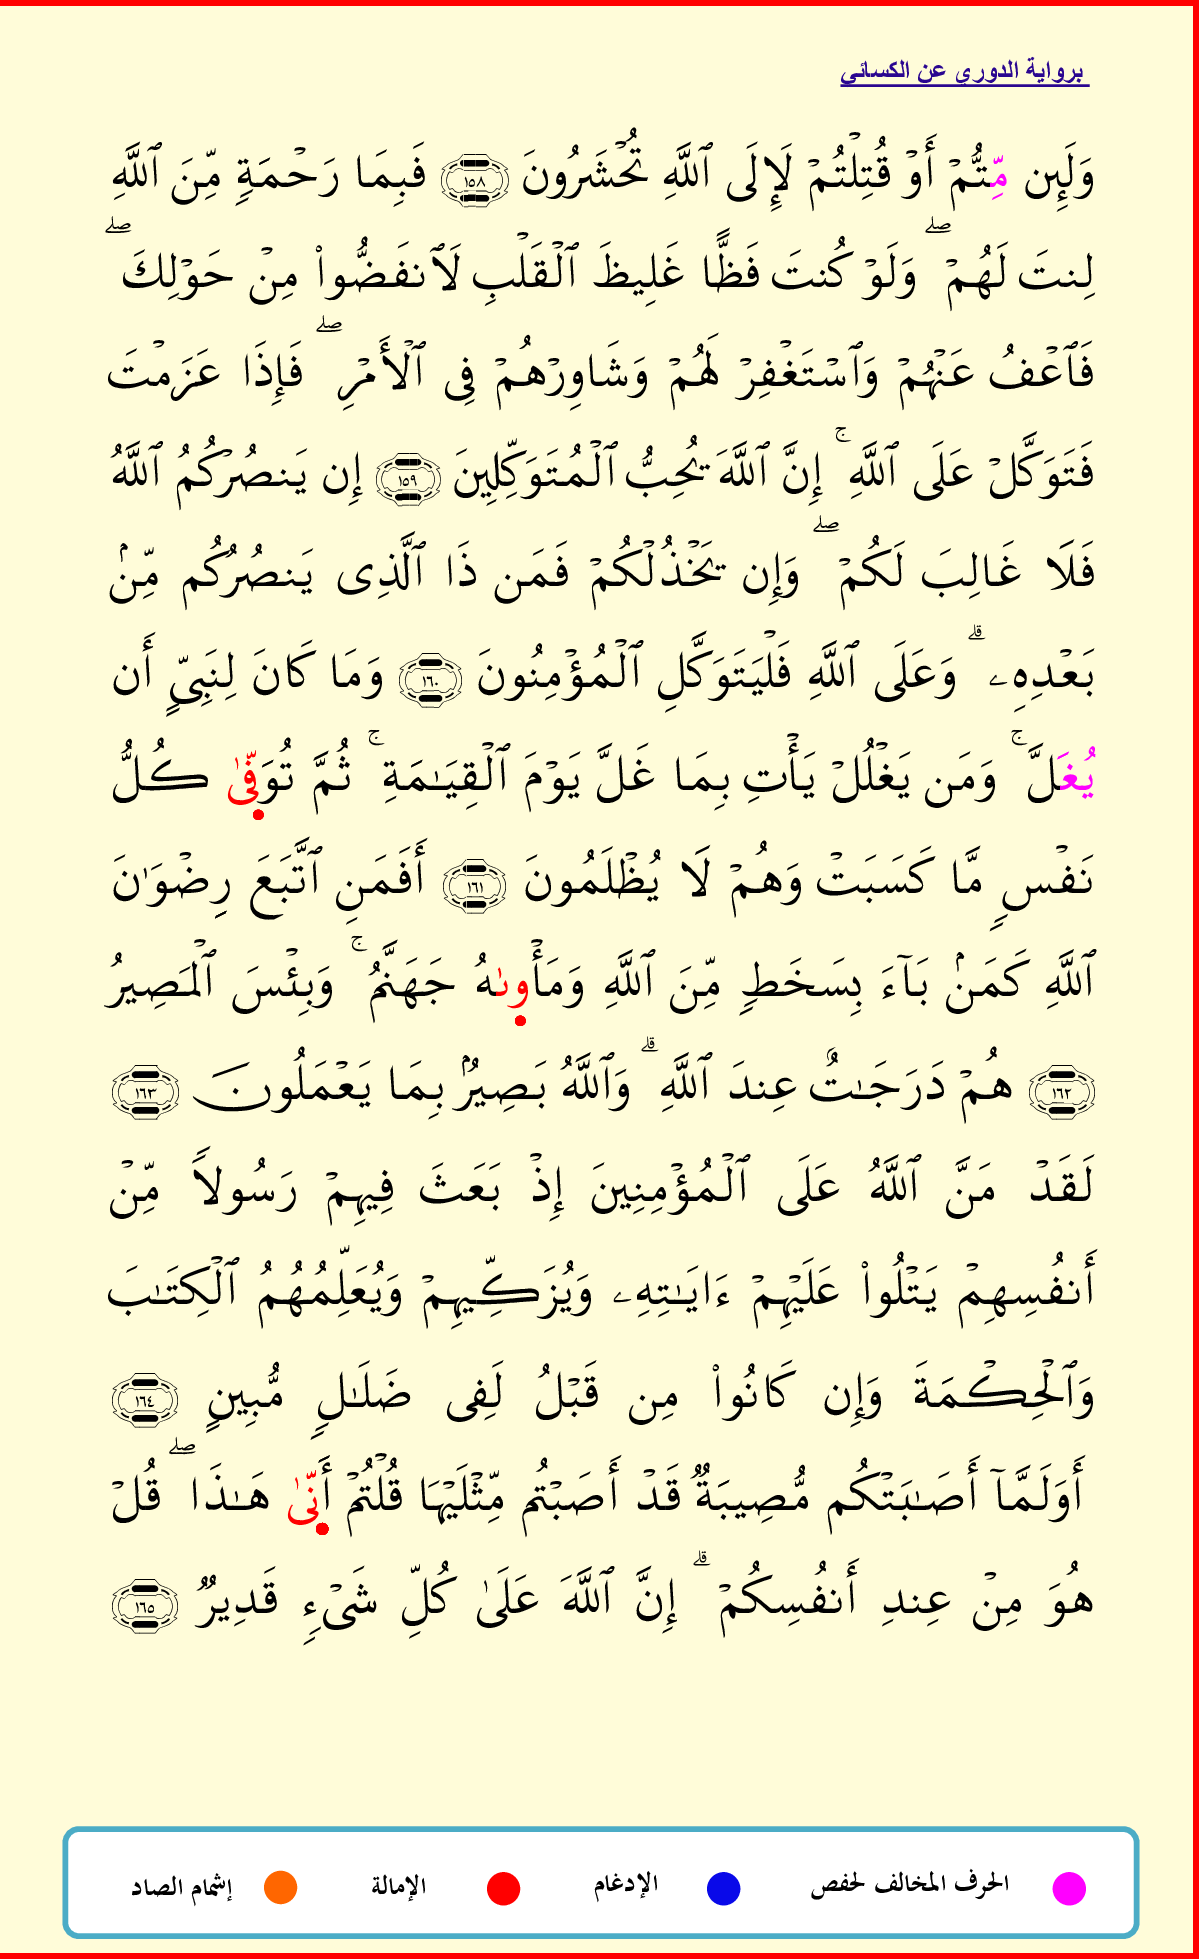 برواية الدوري عن الكسائي
وَلَئِن مِّتُّمۡ أَوۡ قُتِلۡتُمۡ لَإِلَى ٱللَّهِ تُحۡشَرُونَ ١٥٨ فَبِمَا رَحۡمَةٖ مِّنَ ٱللَّهِ
لِنتَ لَهُمۡۖ وَلَوۡ كُنتَ فَظًّا غَلِيظَ ٱلۡقَلۡبِ لَٱنفَضُّواْ مِنۡ حَوۡلِكَۖ
فَٱعۡفُ عَنۡهُمۡ وَٱسۡتَغۡفِرۡ لَهُمۡ وَشَاوِرۡهُمۡ فِي ٱلۡأَمۡرِۖ فَإِذَا عَزَمۡتَ
فَتَوَكَّلۡ عَلَى ٱللَّهِۚ إِنَّ ٱللَّهَ يُحِبُّ ٱلۡمُتَوَكِّلِينَ ١٥٩ إِن يَنصُرۡكُمُ ٱللَّهُ
فَلَا غَالِبَ لَكُمۡۖ وَإِن يَخۡذُلۡكُمۡ فَمَن ذَا ٱلَّذِي يَنصُرُكُم مِّنۢ
بَعۡدِهِۦۗ وَعَلَى ٱللَّهِ فَلۡيَتَوَكَّلِ ٱلۡمُؤۡمِنُونَ ١٦٠ وَمَا كَانَ لِنَبِيٍّ أَن
يُغَلَّۚ وَمَن يَغۡلُلۡ يَأۡتِ بِمَا غَلَّ يَوۡمَ ٱلۡقِيَٰمَةِۚ ثُمَّ تُوَفِّىٰ كُلُّ
نَفۡسٖ مَّا كَسَبَتۡ وَهُمۡ لَا يُظۡلَمُونَ ١٦١ أَفَمَنِ ٱتَّبَعَ رِضۡوَٰنَ
ٱللَّهِ كَمَنۢ بَآءَ بِسَخَطٖ مِّنَ ٱللَّهِ وَمَأۡوىٰهُ جَهَنَّمُۚ وَبِئۡسَ ٱلۡمَصِيرُ
١٦٢ هُمۡ دَرَجَٰتٌ عِندَ ٱللَّهِۗ وَٱللَّهُ بَصِيرُۢ بِمَا يَعۡمَلُونَ ١٦٣
لَقَدۡ مَنَّ ٱللَّهُ عَلَى ٱلۡمُؤۡمِنِينَ إِذۡ بَعَثَ فِيهِمۡ رَسُولٗا مِّنۡ
أَنفُسِهِمۡ يَتۡلُواْ عَلَيۡهِمۡ ءَايَٰتِهِۦ وَيُزَكِّيهِمۡ وَيُعَلِّمُهُمُ ٱلۡكِتَٰبَ
وَٱلۡحِكۡمَةَ وَإِن كَانُواْ مِن قَبۡلُ لَفِي ضَلَٰلٖ مُّبِينٍ ١٦٤
أَوَلَمَّآ أَصَٰبَتۡكُم مُّصِيبَةٞ قَدۡ أَصَبۡتُم مِّثۡلَيۡهَا قُلۡتُمۡ أَنِّىٰ هَٰذَاۖ قُلۡ
هُوَ مِنۡ عِندِ أَنفُسِكُمۡۗ إِنَّ ٱللَّهَ عَلَىٰ كُلِّ شَيۡءٖ قَدِيرٞ ١٦٥
الحرف المخالف لحفص الإدغام الإمالة إشمام الصاد